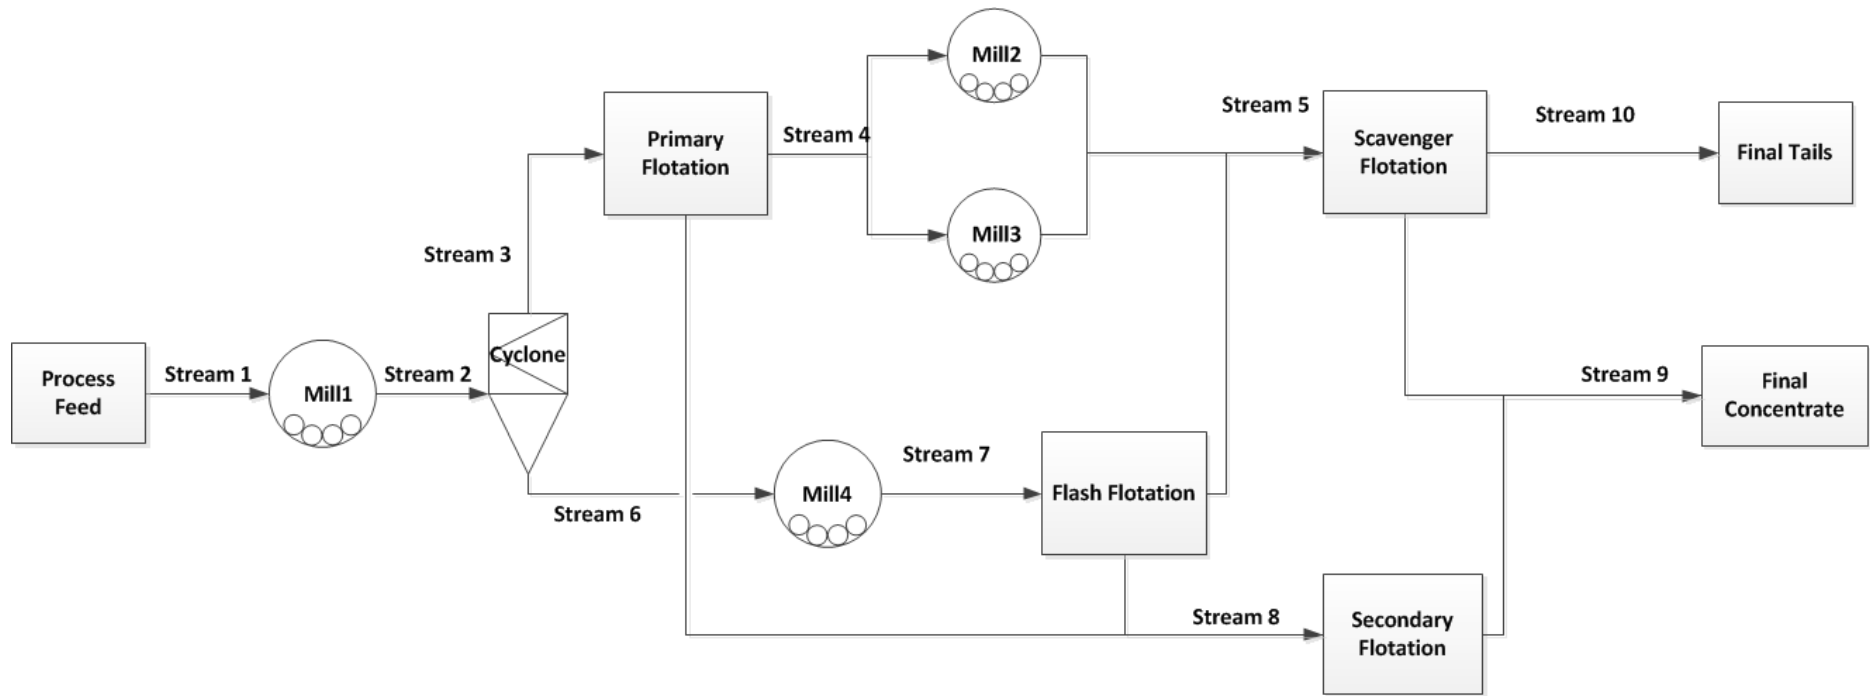 Mill2
Stream 5
Stream 10
Primary
Flotation
Stream 4
Scavenger
Flotation
Final Tails
Mill3
Stream 3
Cyclone
Process
Feed
Stream 1
Mill1
Stream 2
Stream 9
Final
Concentrate
Stream 7
Mill4
Flash Flotation
Stream 6
Stream 8
Secondary
Flotation